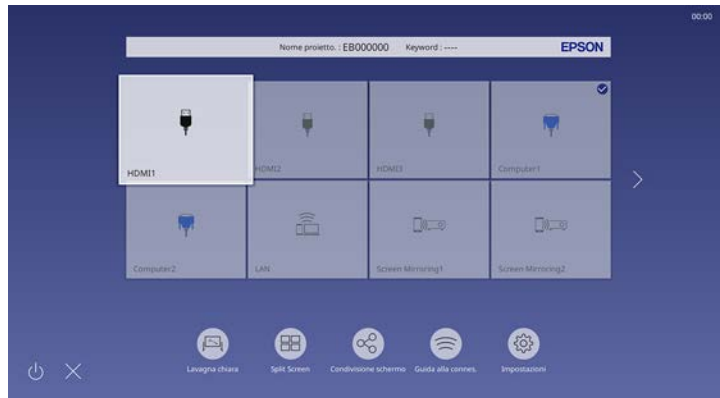 00:00
Nome proietto. : EB000000 Keyword : ---- EPSON
HDMI1 HDMI2 HDMI3 Computer1
Computer2 LAN Screen Mirroring1 Screen Mirroring2
Lavagna chiara Split Screen Condivisione schermo Guida alla connes. Impostazioni